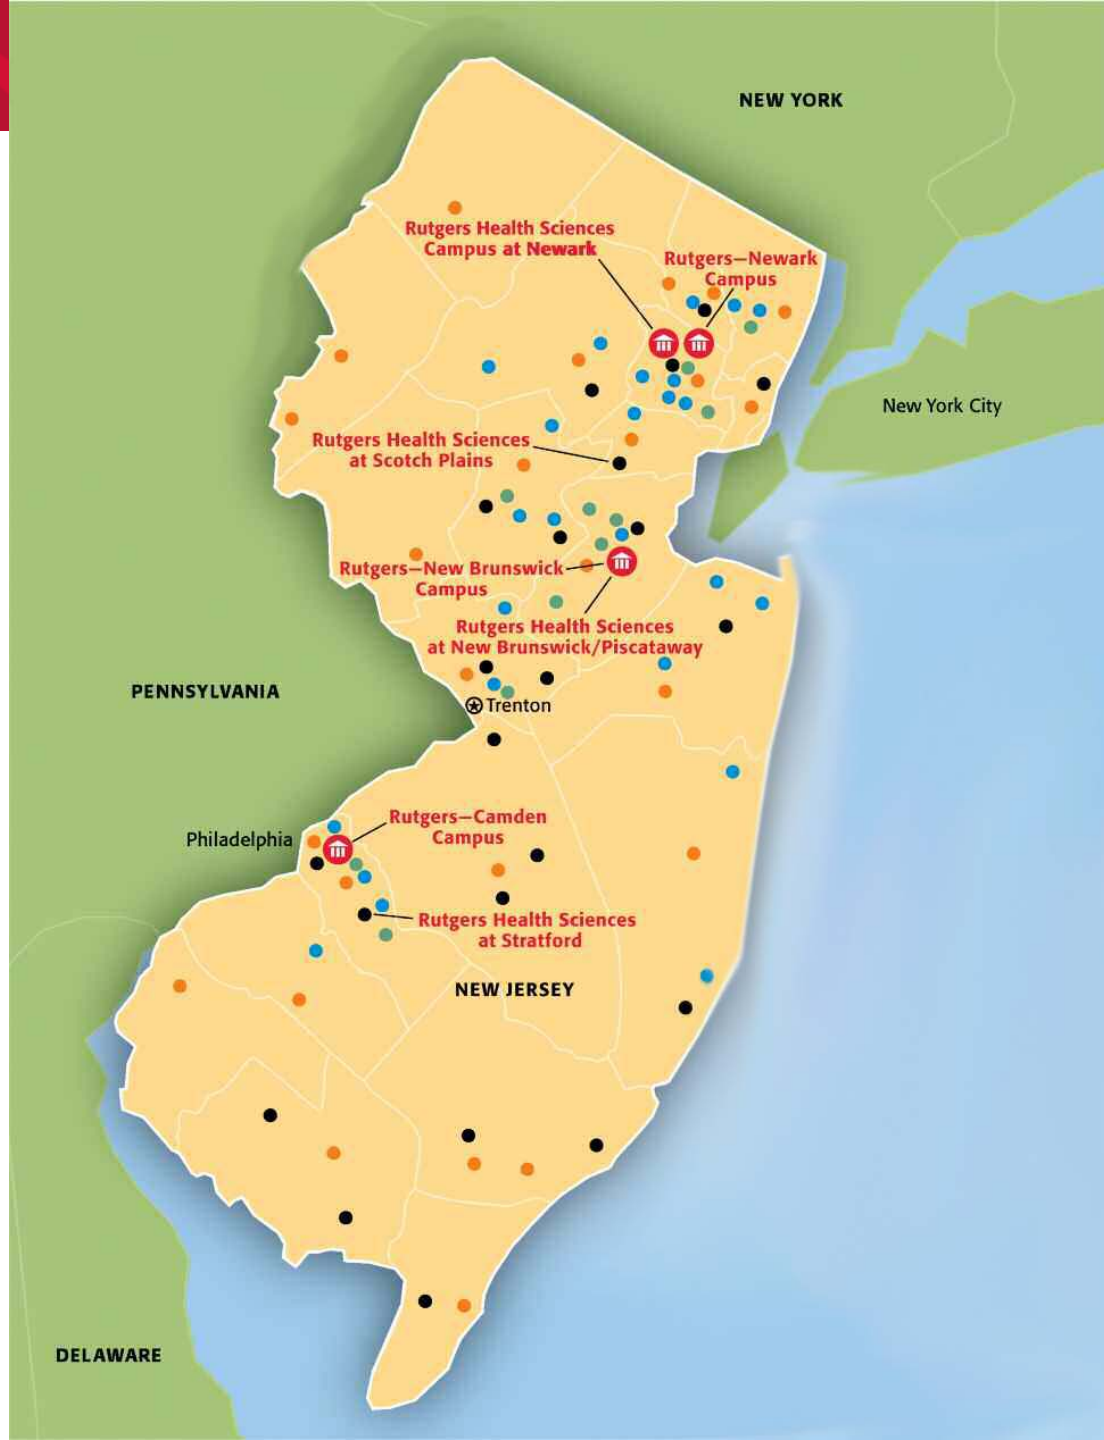 NEW YORK
Rutgers Health Sciences
Campus at Newark
Rutgers—Newark
Campus
New York City
Rutgers Health Sciences
at Scotch Plains
Rutgers—New Brunswick
Campus
Rutgers Health Sciences
at New Brunswick/Piscataway
PENNSYLVANIA
Trenton
Philadelphia
Rutgers—Camden
Campus
Rutgers Health Sciences
at Stratford
NEW JERSEY
DELAWARE